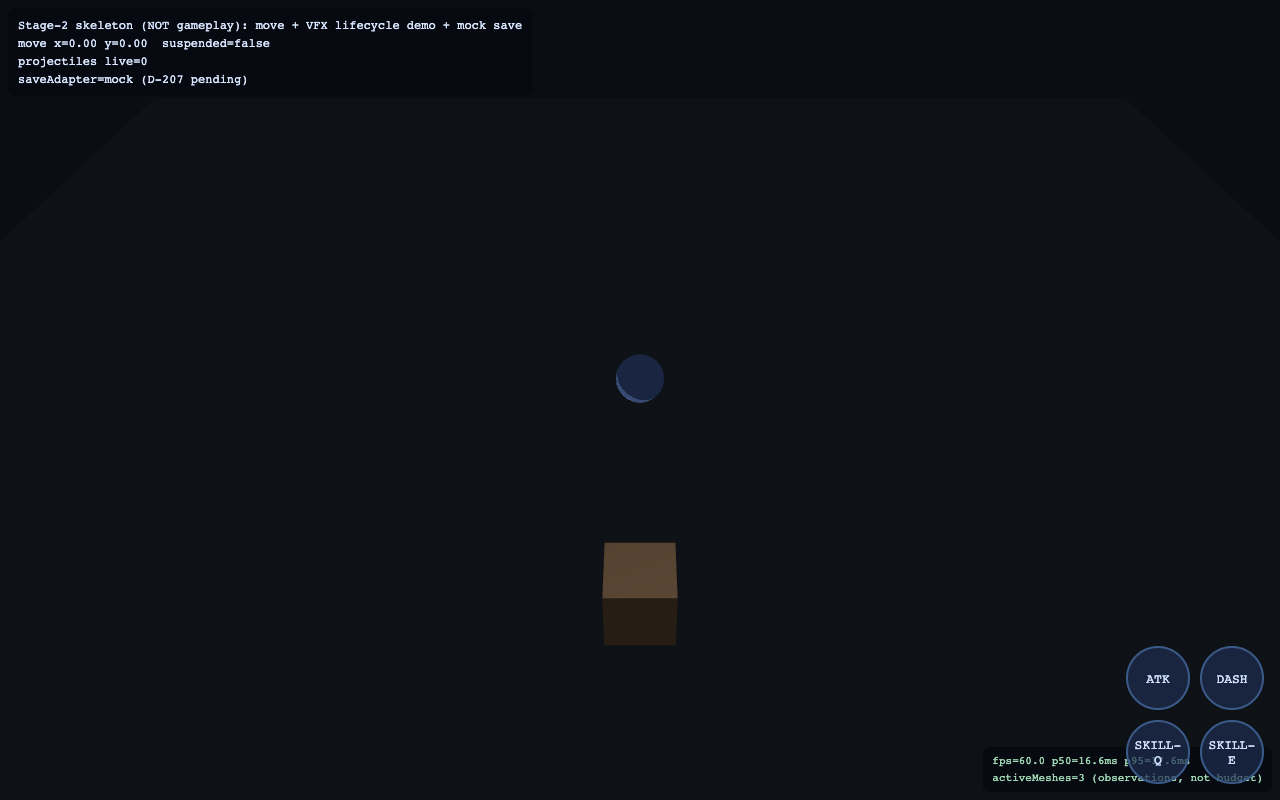 Stage-2 skeleton (NOT gameplay): move + VFX lifecycle demo + mock save
move x=0.00 y=0.00  suspended=false
projectiles live=0
saveAdapter=mock (D-207 pending)
ATK
DASH
SKILL-
Q
SKILL-
E
fps=60.0 p50=16.6ms
activeMeshes=3 (observations, not budget)